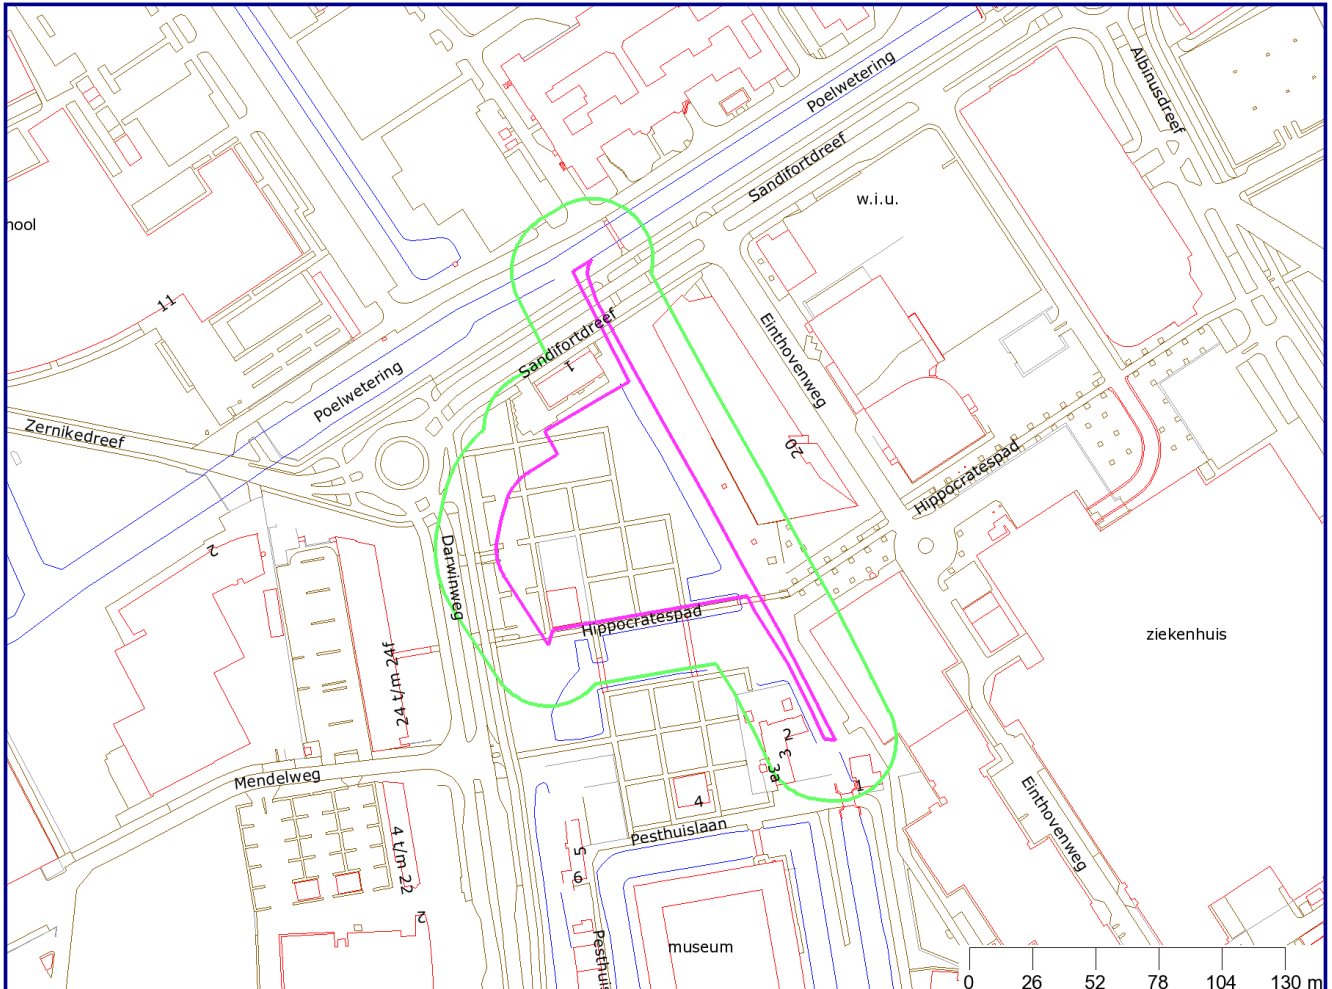 Albinusdreef
Poelwetering
Sandifortdreef
w.i.u.
hool
11
Einthovenweg
Sandifortdreef
1
Poelwetering
Zernikedreef
20
Hippocratespad
2
Darwinweg
Hippocratespad
ziekenhuis
24 t/m 24f
2
3
3a
1
Mendelweg
4
Einthovenweg
Pesthuislaan
4 t/m 22
5
6
2
museum
Pesthuis
0 26 52 78 104 130 m